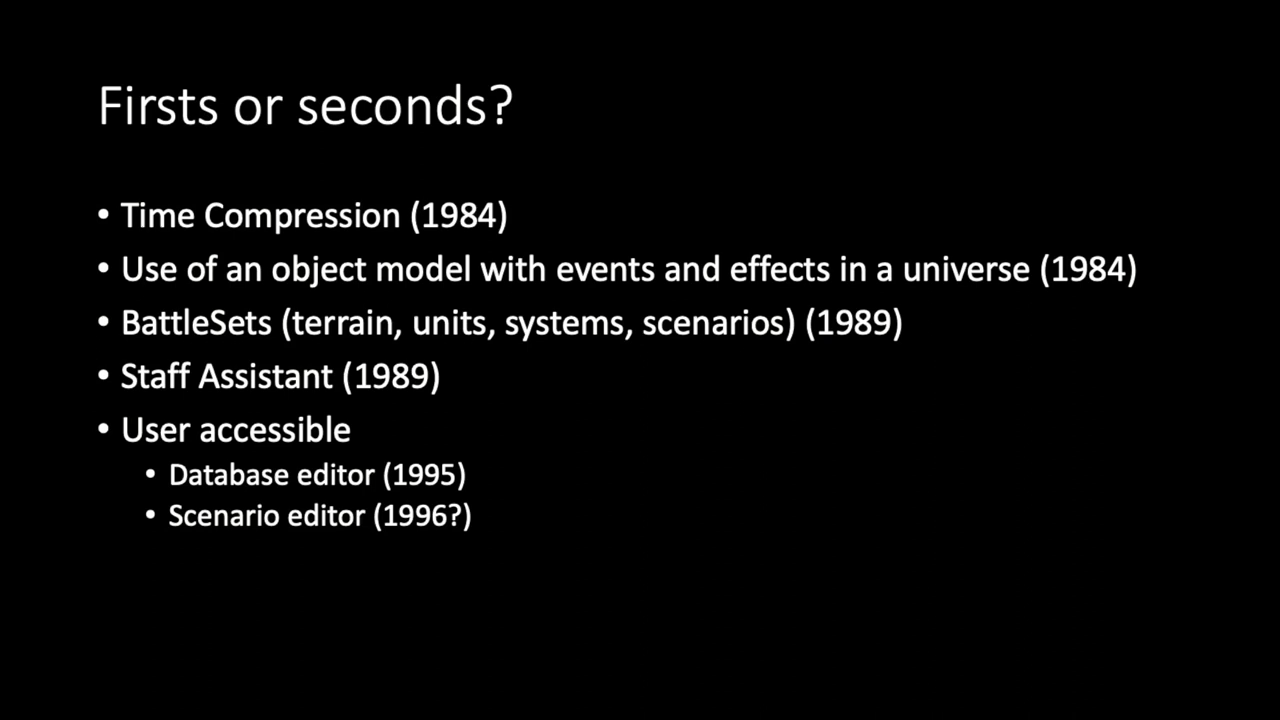 Firsts or seconds?
• Time Compression (1984)
• Use of an object model with events and effects in a universe (1984)
• BattleSets (terrain, units, systems, scenarios) (1989)
• Staff Assistant (1989)
• User accessible
• Database editor (1995)
• Scenario editor (1996?)